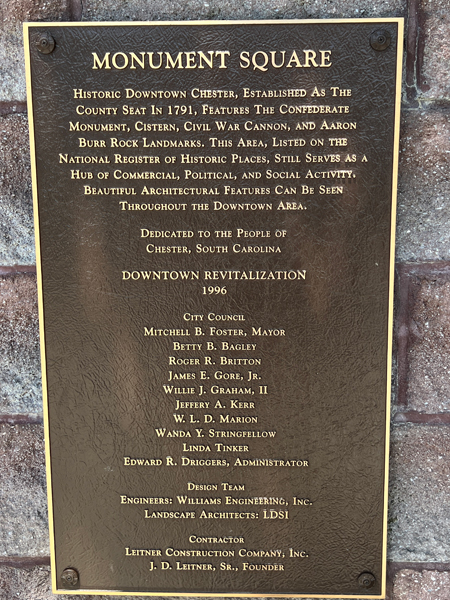 MONUMENT SQUARE
HISTORIC DOWNTOWN CHESTER, ESTABLISHED AS THE
COUNTY SEAT IN 1791, FEATURES THE CONFEDERATE
MONUMENT, CISTERN, CIVIL WAR CANNON, AND AARON
BURR ROCK LANDMARKS. THIS AREA, LISTED ON THE
NATIONAL REGISTER OF HISTORIC PLACES, STILL SERVES AS A
HUB OF COMMERCIAL, POLITICAL, AND SOCIAL ACTIVITY.
BEAUTIFUL ARCHITECTURAL FEATURES CAN BE SEEN
THROUGHOUT THE DOWNTOWN AREA.
DEDICATED TO THE PEOPLE OF
CHESTER, SOUTH CAROLINA
DOWNTOWN REVITALIZATION
1996
CITY COUNCIL
MITCHELL B. FOSTER, MAYOR
BETTY B. BAGLEY
ROGER R. BRITTON
JAMES E. GORE, JR.
WILLIE J. GRAHAM, II
JEFFERY A. KERR
W. L. D. MARION
WANDA Y. STRINGFELLOW
LINDA TINKER
EDWARD R. DRIGGERS, ADMINISTRATOR
DESIGN TEAM
ENGINEERS: WILLIAMS ENGINEERING, INC.
LANDSCAPE ARCHITECTS: LDSI
CONTRACTOR
LEITNER CONSTRUCTION COMPANY, INC.
J. D. LEITNER, SR., FOUNDER